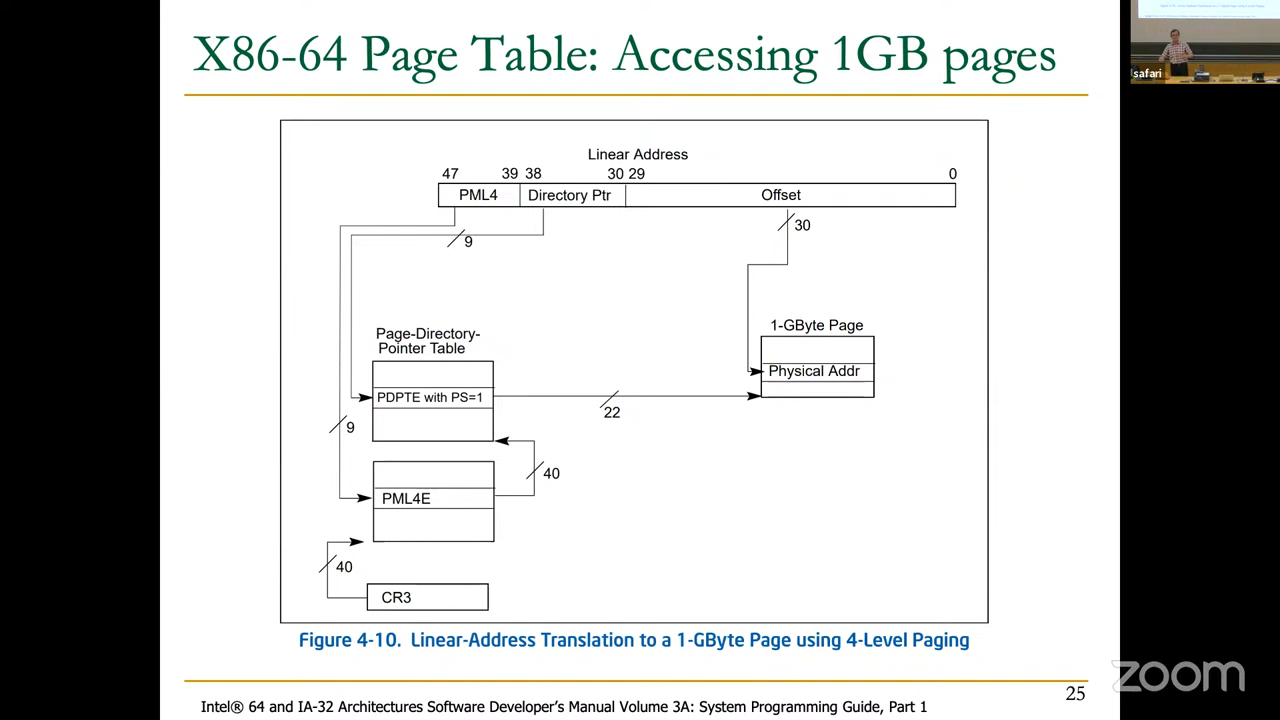 X86-64 Page Table: Accessing 1GB pages
safari
Linear Address
47 39 38 30 29 0
PML4 Directory Ptr Offset
9
30
Page-Directory-
Pointer Table
1-GByte Page
Physical Addr
PDPTE with PS=1
22
9
40
PML4E
40
CR3
Figure 4-10. Linear-Address Translation to a 1-GByte Page using 4-Level Paging
zoom
25
Intel® 64 and IA-32 Architectures Software Developer's Manual Volume 3A: System Programming Guide, Part 1